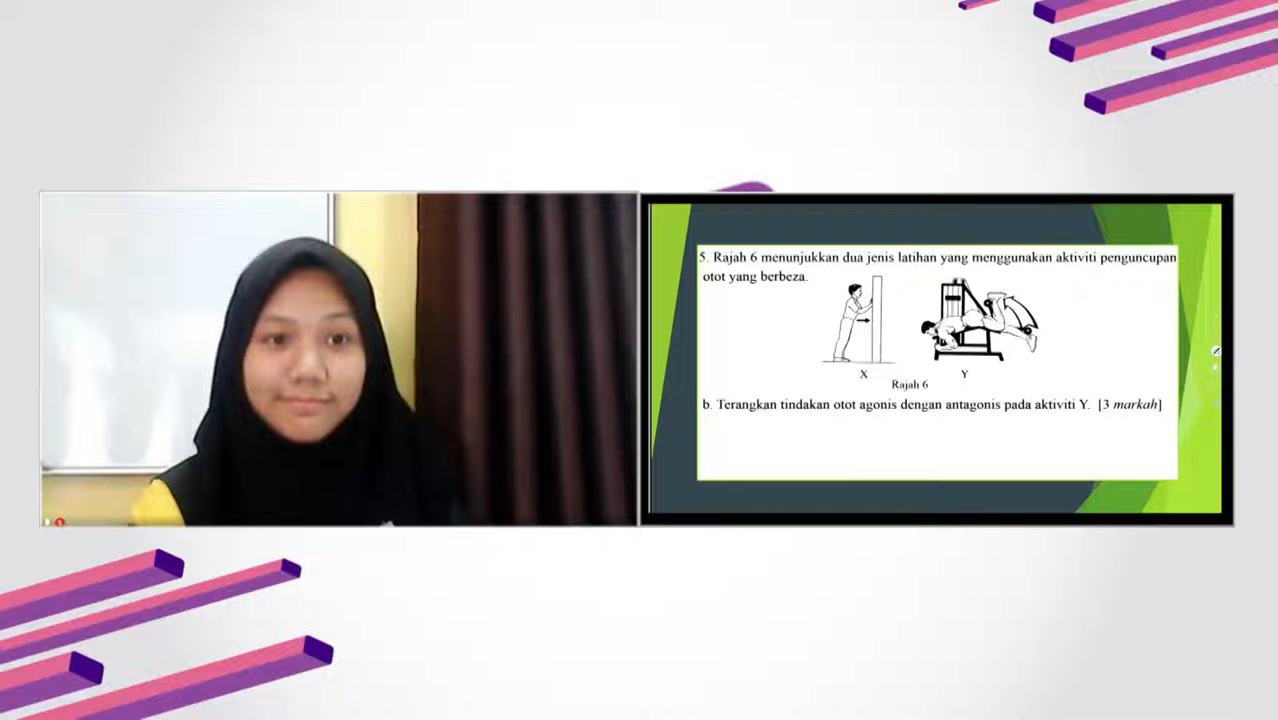 5. Rajah 6 menunjukkan dua jenis latihan yang menggunakan aktiviti penguncupan
otot yang berbeza.
X
Y
Rajah 6
b. Terangkan tindakan otot agonis dengan antagonis pada aktiviti Y. [3 markah]